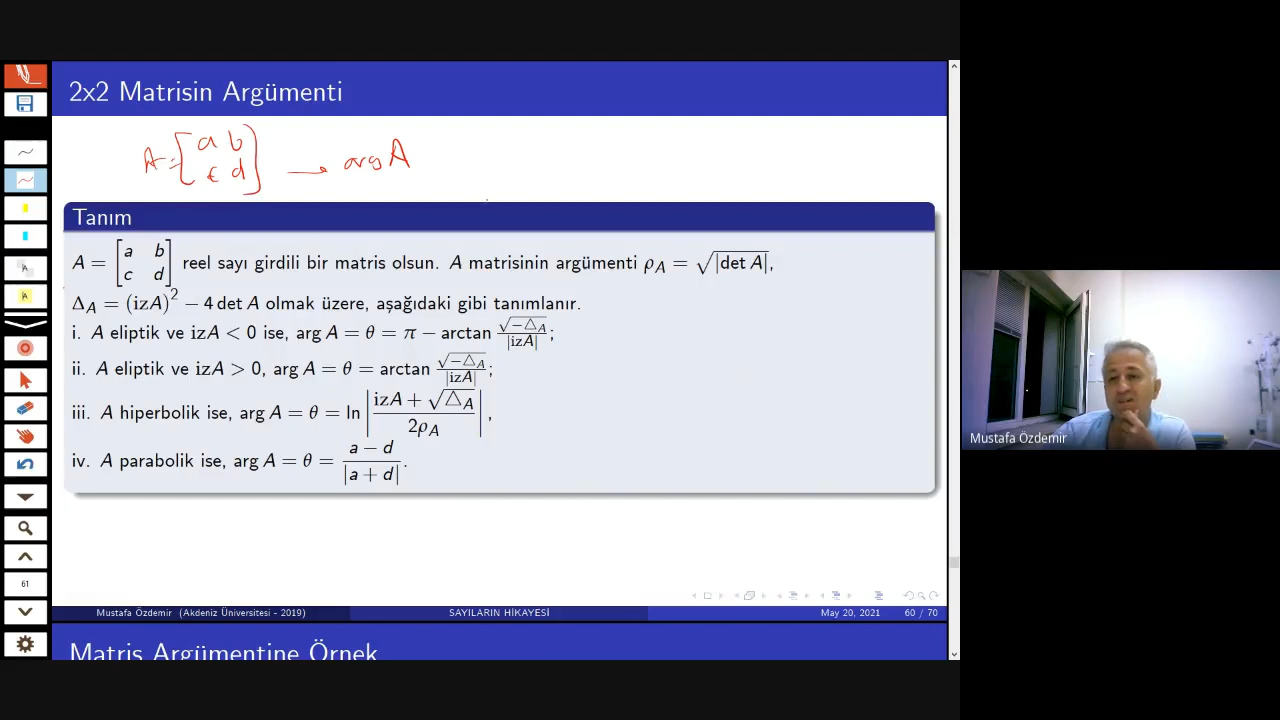 2x2 Matrisin Argümenti
A = [a b
c d] → arg A
Tanım
A = [a b
c d] reel sayı girdili bir matris olsun. A matrisinin argümenti ρ_A = √|det A|,
Δ_A = (izA)² − 4 det A olmak üzere, aşağıdaki gibi tanımlanır.
i. A eliptik ve izA < 0 ise, arg A = θ = π − arctan √−△_A / |izA|;
ii. A eliptik ve izA > 0, arg A = θ = arctan √−△_A / |izA|;
iii. A hiperbolik ise, arg A = θ = ln |(izA + √△_A) / 2ρ_A|,
iv. A parabolik ise, arg A = θ = (a − d) / |a + d|.
Mustafa Özdemir
61
Mustafa Özdemir (Akdeniz Üniversitesi - 2019) SAYILARIN HİKAYESİ May 20, 2021 60 / 70
Matris Argümentine Örnek